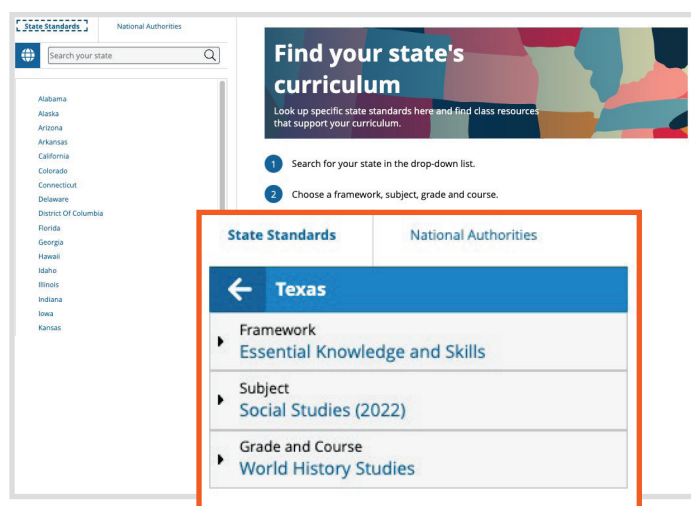 State Standards
National Authorities
Search your state
Alabama
Alaska
Arizona
Arkansas
California
Colorado
Connecticut
Delaware
District Of Columbia
Florida
Georgia
Hawaii
Idaho
Illinois
Indiana
Iowa
Kansas
Find your state's
curriculum
Look up specific state standards here and find class resources
that support your curriculum.
1 Search for your state in the drop-down list.
2 Choose a framework, subject, grade and course.
State Standards
National Authorities
Texas
Framework
Essential Knowledge and Skills
Subject
Social Studies (2022)
Grade and Course
World History Studies